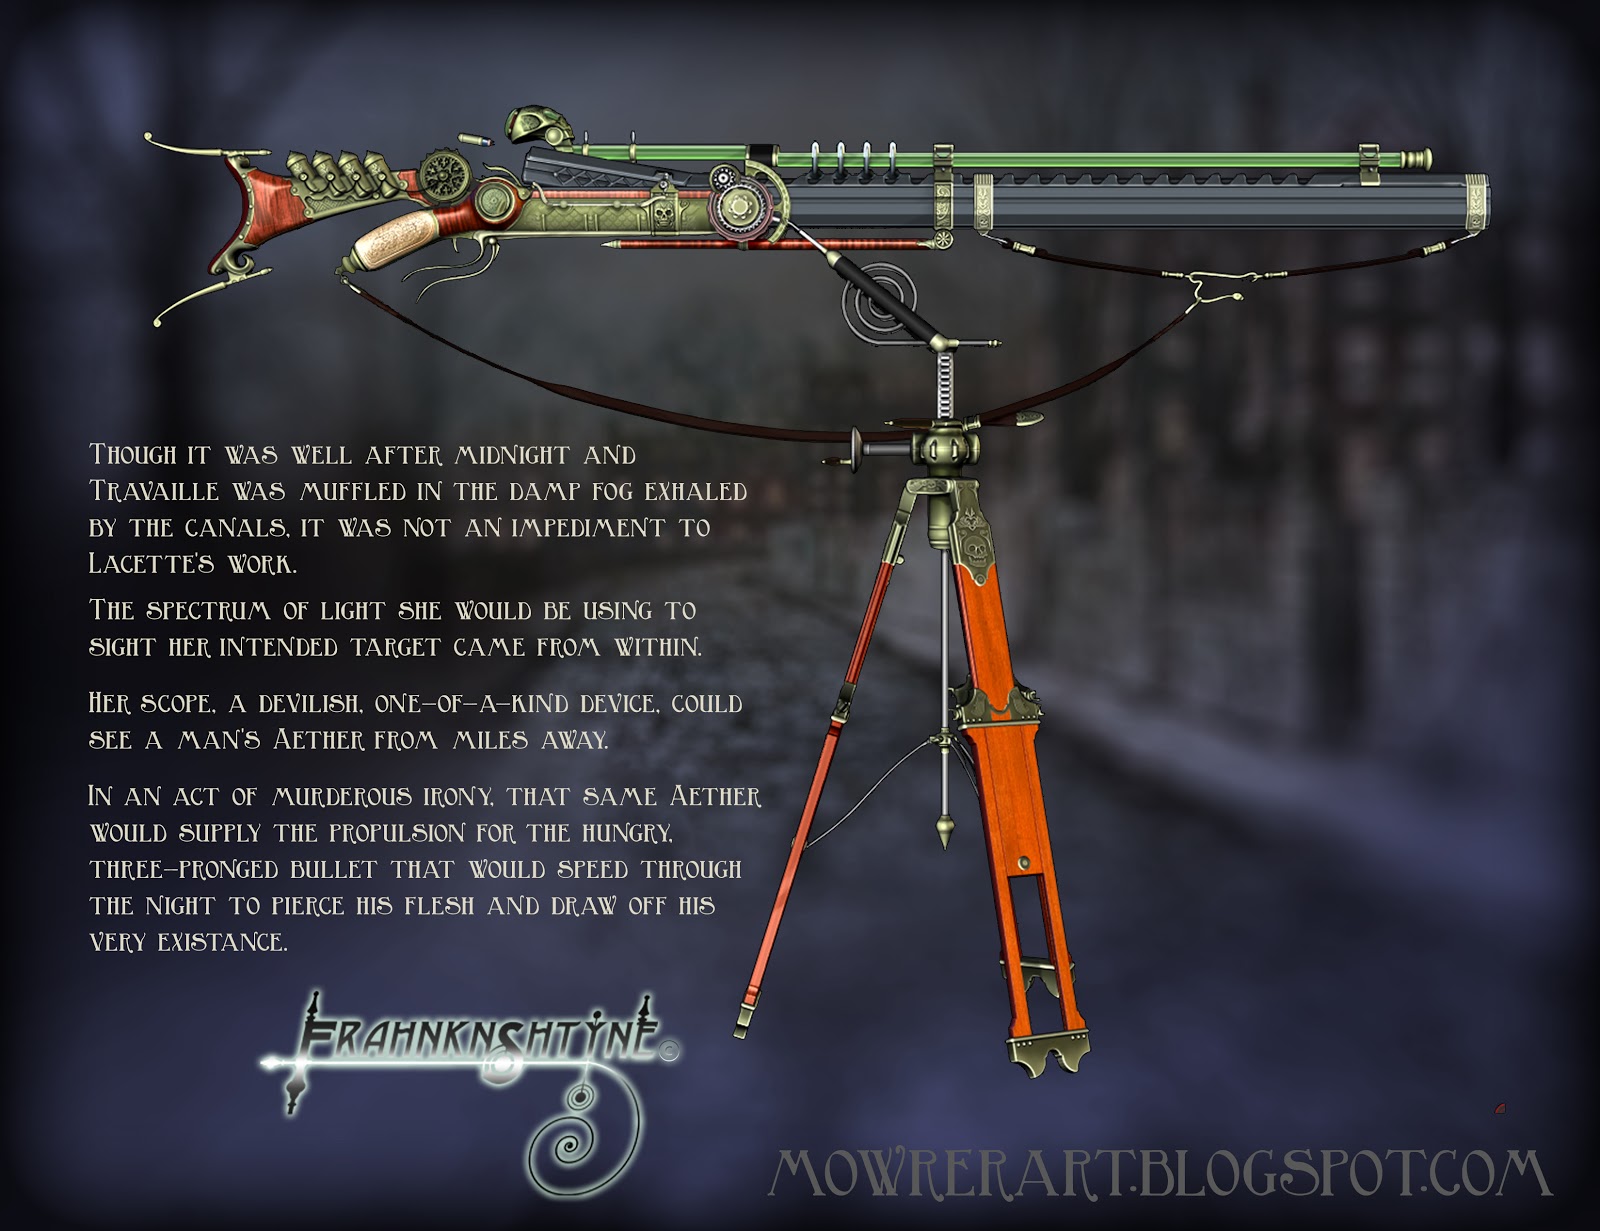 Though it was well after midnight and
Travaille was muffled in the damp fog exhaled
by the canals, it was not an impediment to
Lacette's work.
The spectrum of light she would be using to
sight her intended target came from within.
Her scope, a devilish, one-of-a-kind device, could
see a man's Aether from miles away.
In an act of murderous irony, that same Aether
would supply the propulsion for the hungry,
three-pronged bullet that would speed through
the night to pierce his flesh and draw off his
very existance.
Frahnknshtyne©
mowrerart.blogspot.com